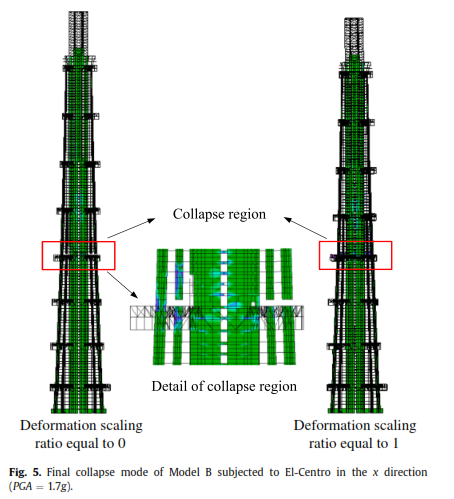 Collapse region
Detail of collapse region
Deformation scaling
ratio equal to 0
Deformation scaling
ratio equal to 1
Fig. 5. Final collapse mode of Model B subjected to El-Centro in the x direction
(PGA = 1.7g).